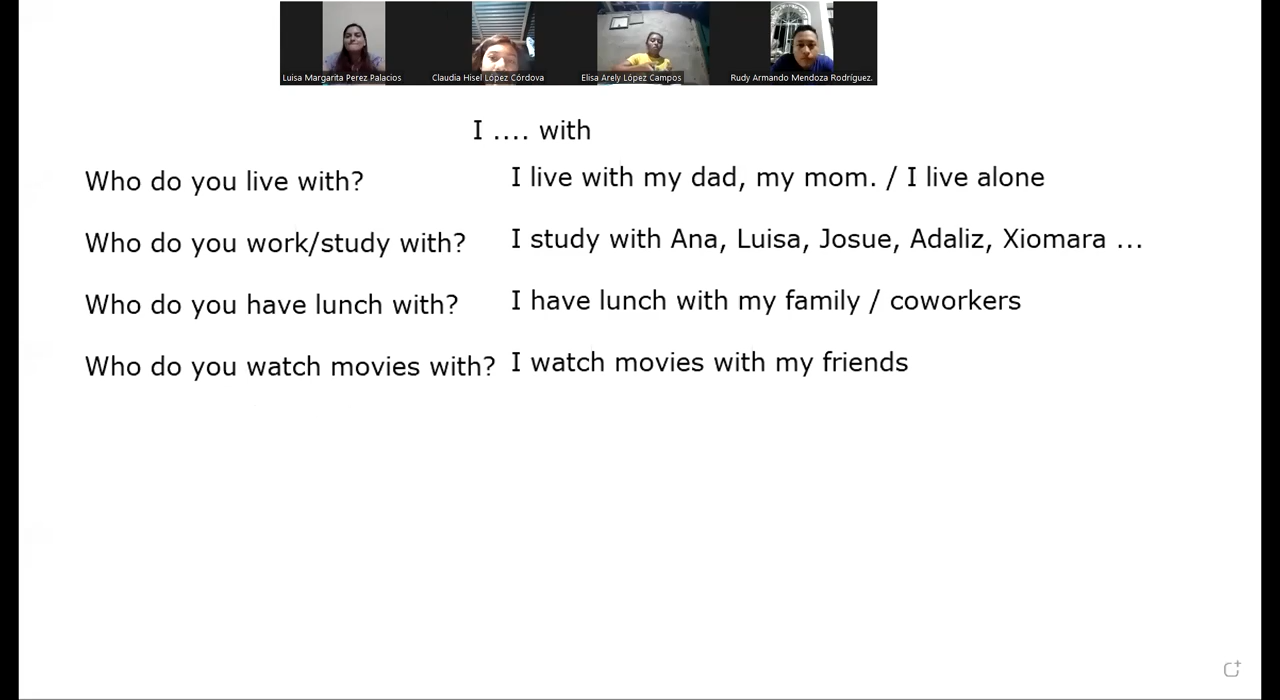 Luisa Margarita Perez Palacios
Claudia Hisel López Córdova
Elisa Arely López Campos
Rudy Armando Mendoza Rodríguez.
I .... with
Who do you live with?
I live with my dad, my mom. / I live alone
Who do you work/study with?
I study with Ana, Luisa, Josue, Adaliz, Xiomara ...
Who do you have lunch with?
I have lunch with my family / coworkers
Who do you watch movies with?
I watch movies with my friends